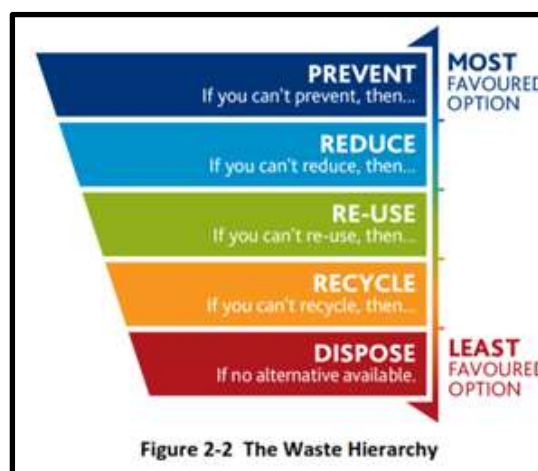 PREVENT
If you can't prevent, then...
REDUCE
If you can't reduce, then...
RE-USE
If you can't re-use, then...
RECYCLE
If you can't recycle, then...
DISPOSE
If no alternative available.
MOST
FAVOURED
OPTION
LEAST
FAVOURED
OPTION
Figure 2-2 The Waste Hierarchy